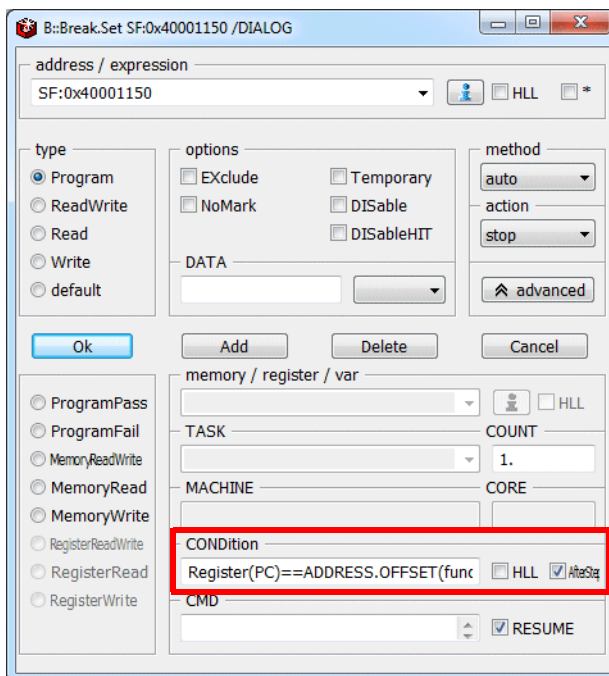 B::Break.Set SF:0x40001150 /DIALOG
address / expression
SF:0x40001150 HLL *
type options method
Program EXclude Temporary auto
ReadWrite NoMark DISable action
Read DISableHIT stop
Write DATA
default advanced
Ok Add Delete Cancel
memory / register / var
ProgramPass HLL
ProgramFail TASK COUNT
MemoryReadWrite 1.
MemoryRead MACHINE CORE
MemoryWrite
RegisterReadWrite CONDition
RegisterRead Register(PC)==ADDRESS.OFFSET(func HLL AfterStep
RegisterWrite CMD
RESUME